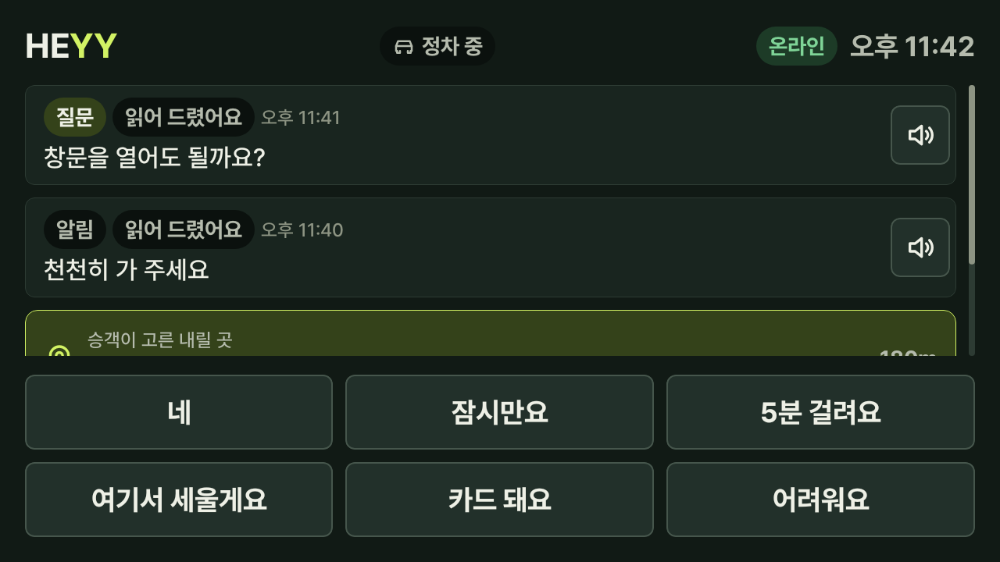 HEYY
정차 중
온라인
오후 11:42
질문 읽어 드렸어요 오후 11:41
창문을 열어도 될까요?
알림 읽어 드렸어요 오후 11:40
천천히 가 주세요
승객이 고른 내릴 곳
네
잠시만요
5분 걸려요
여기서 세울게요
카드 돼요
어려워요